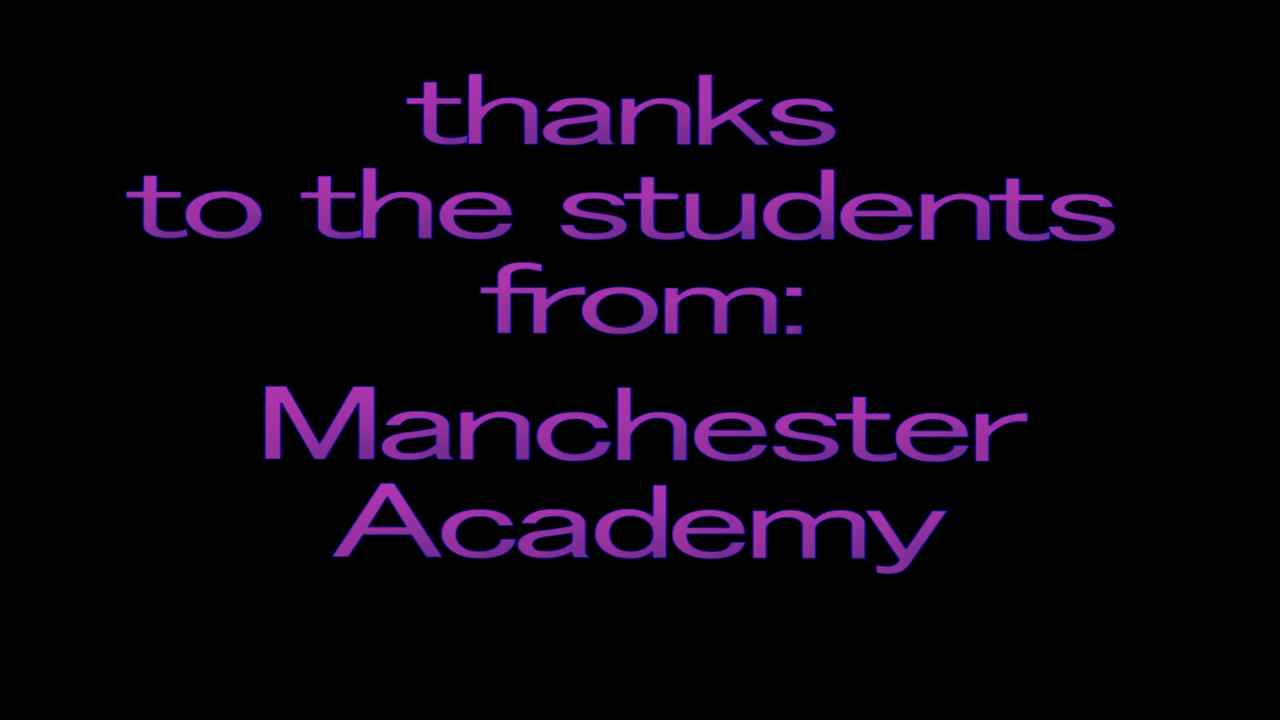 thanks
to the students
from:
Manchester
Academy